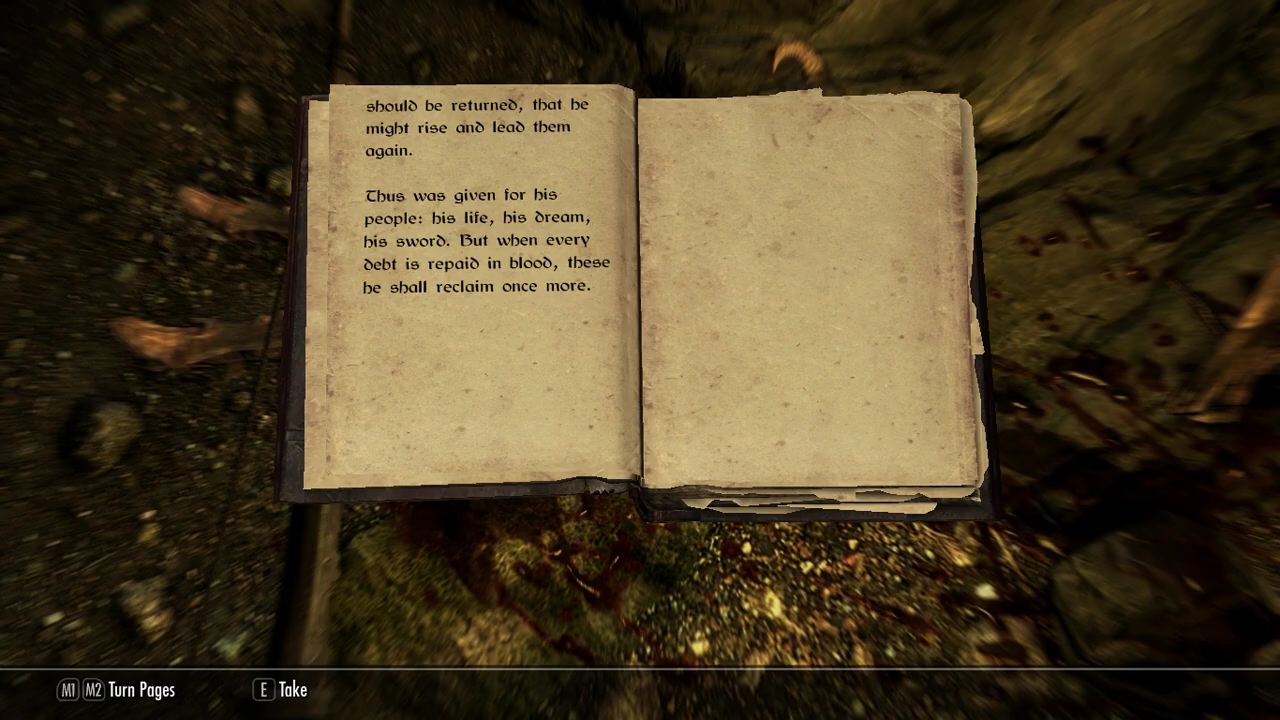 should be returned, that he
might rise and lead them
again.
Thus was given for his
people: his life, his dream,
his sword. But when every
debt is repaid in blood, these
he shall reclaim once more.
M1 M2 Turn Pages
E Take